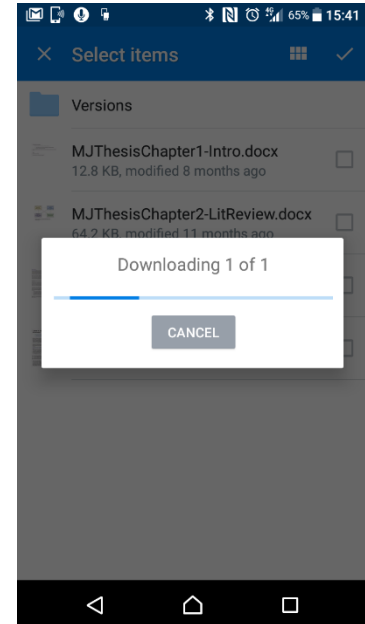 46 65% 15:41
Select items
Versions
MJThesisChapter1-Intro.docx
12.8 KB, modified 8 months ago
MJThesisChapter2-LitReview.docx
64.2 KB, modified 11 months ago
Downloading 1 of 1
CANCEL